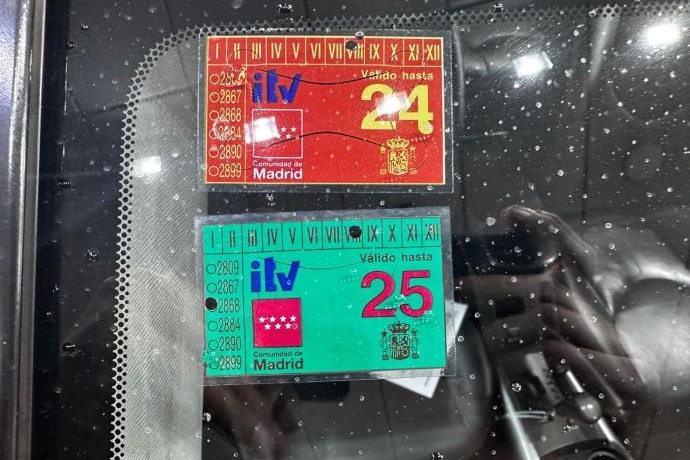 I II III IV V VI VII VIII IX X XI XII
Válido hasta
itv
24
2867
2868
2884
2890
2899
Comunidad de
Madrid
I II III IV V VI VII VIII IX X XI XII
Válido hasta
itv
25
2809
2867
2868
2884
2890
2899
Comunidad de
Madrid